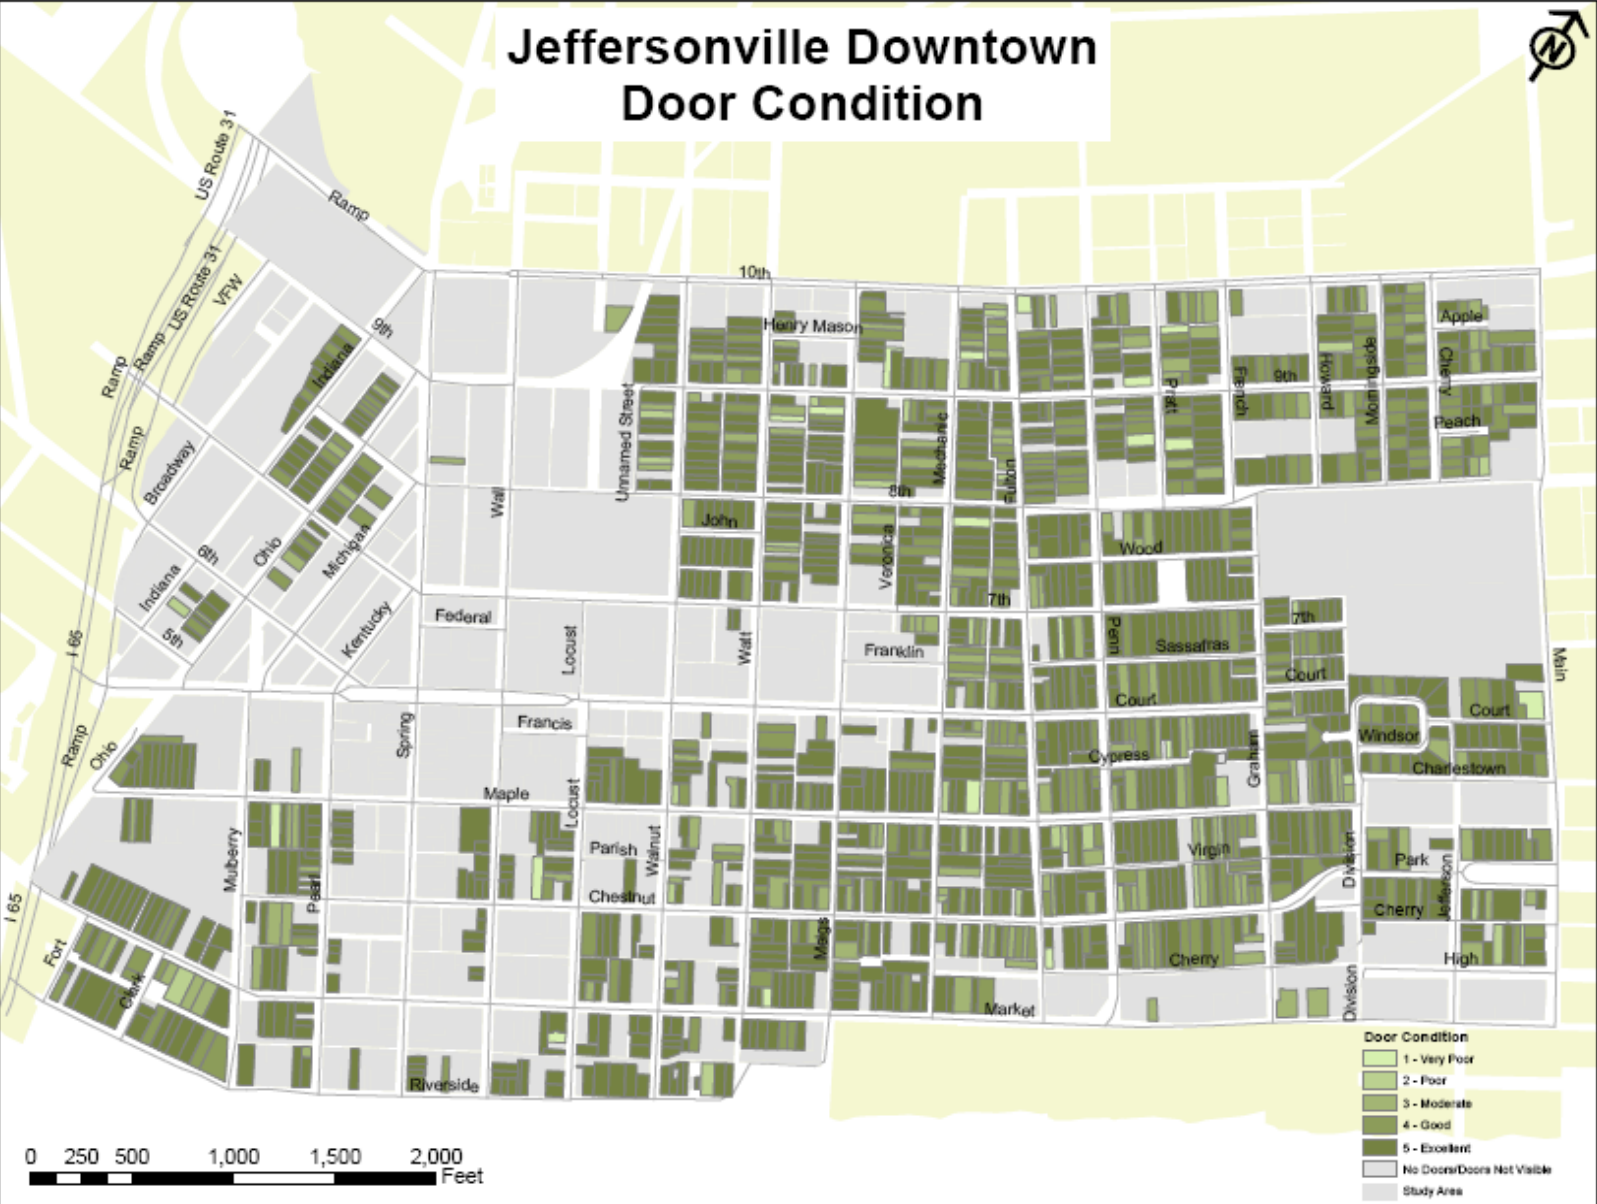 Jeffersonville Downtown
Door Condition
N
US Route 31
Ramp
US Route 31
VFW
Ramp
Ramp
Ramp
10th
Henry Mason
Apple
9th
Indiana
Unnamed Street
Mechanic
Pratt
French
9th
Howard
Morningside
Cherry
Peach
Broadway
Wall
8th
Fulton
John
Wood
Veronica
Ohio
Michigan
6th
Indiana
5th
Kentucky
Federal
7th
7th
Locust
Watt
Franklin
Penn
Sassafras
Court
Court
Main
I 65
Ramp
Ohio
Spring
Francis
Court
Windsor
Cypress
Graham
Charlestown
Maple
Locust
Mulberry
Pearl
Parish
Walnut
Chestnut
Virgin
Division
Park
Jefferson
Cherry
I 65
Fort
Clark
Meigs
Cherry
High
Market
Division
Riverside
Door Condition
1 - Very Poor
2 - Poor
3 - Moderate
4 - Good
5 - Excellent
No Doors/Doors Not Visible
Study Area
0 250 500 1,000 1,500 2,000
Feet